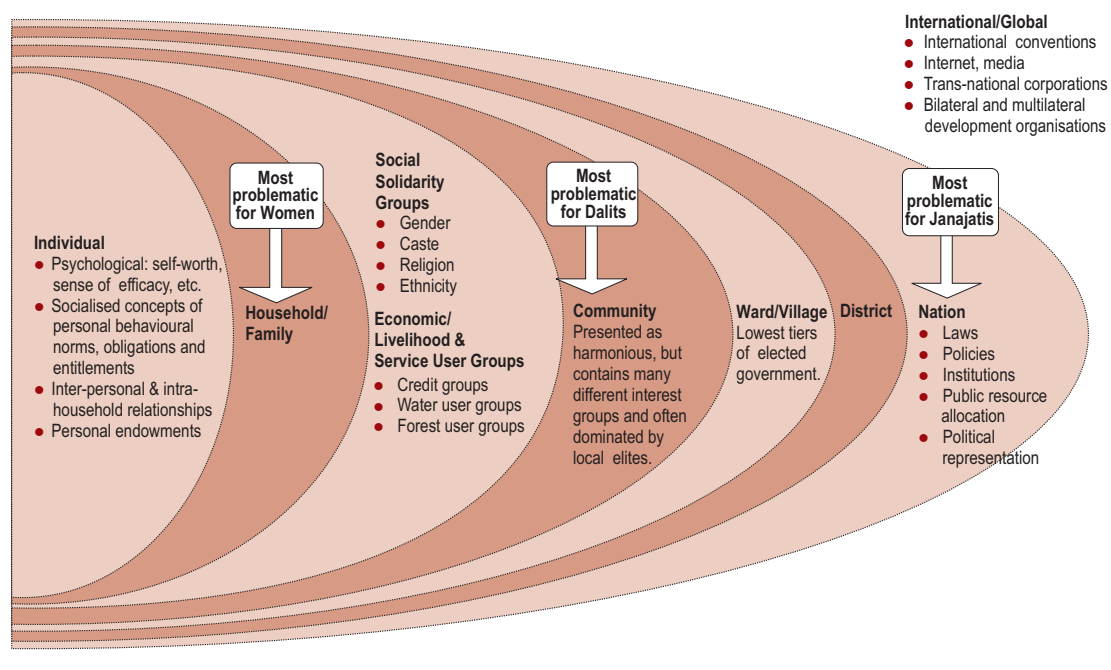 International/Global
International conventions
Internet, media
Trans-national corporations
Bilateral and multilateral
development organisations
Individual
Psychological: self-worth,
sense of efficacy, etc.
Socialised concepts of
personal behavioural
norms, obligations and
entitlements
Inter-personal & intra-
household relationships
Personal endowments
Most
problematic
for Women
Household/
Family
Social
Solidarity
Groups
Gender
Caste
Religion
Ethnicity
Economic/
Livelihood &
Service User Groups
Credit groups
Water user groups
Forest user groups
Most
problematic
for Dalits
Community
Presented as
harmonious, but
contains many
different interest
groups and often
dominated by
local elites.
Ward/Village
Lowest tiers
of elected
government.
District
Most
problematic
for Janajatis
Nation
Laws
Policies
Institutions
Public resource
allocation
Political
representation